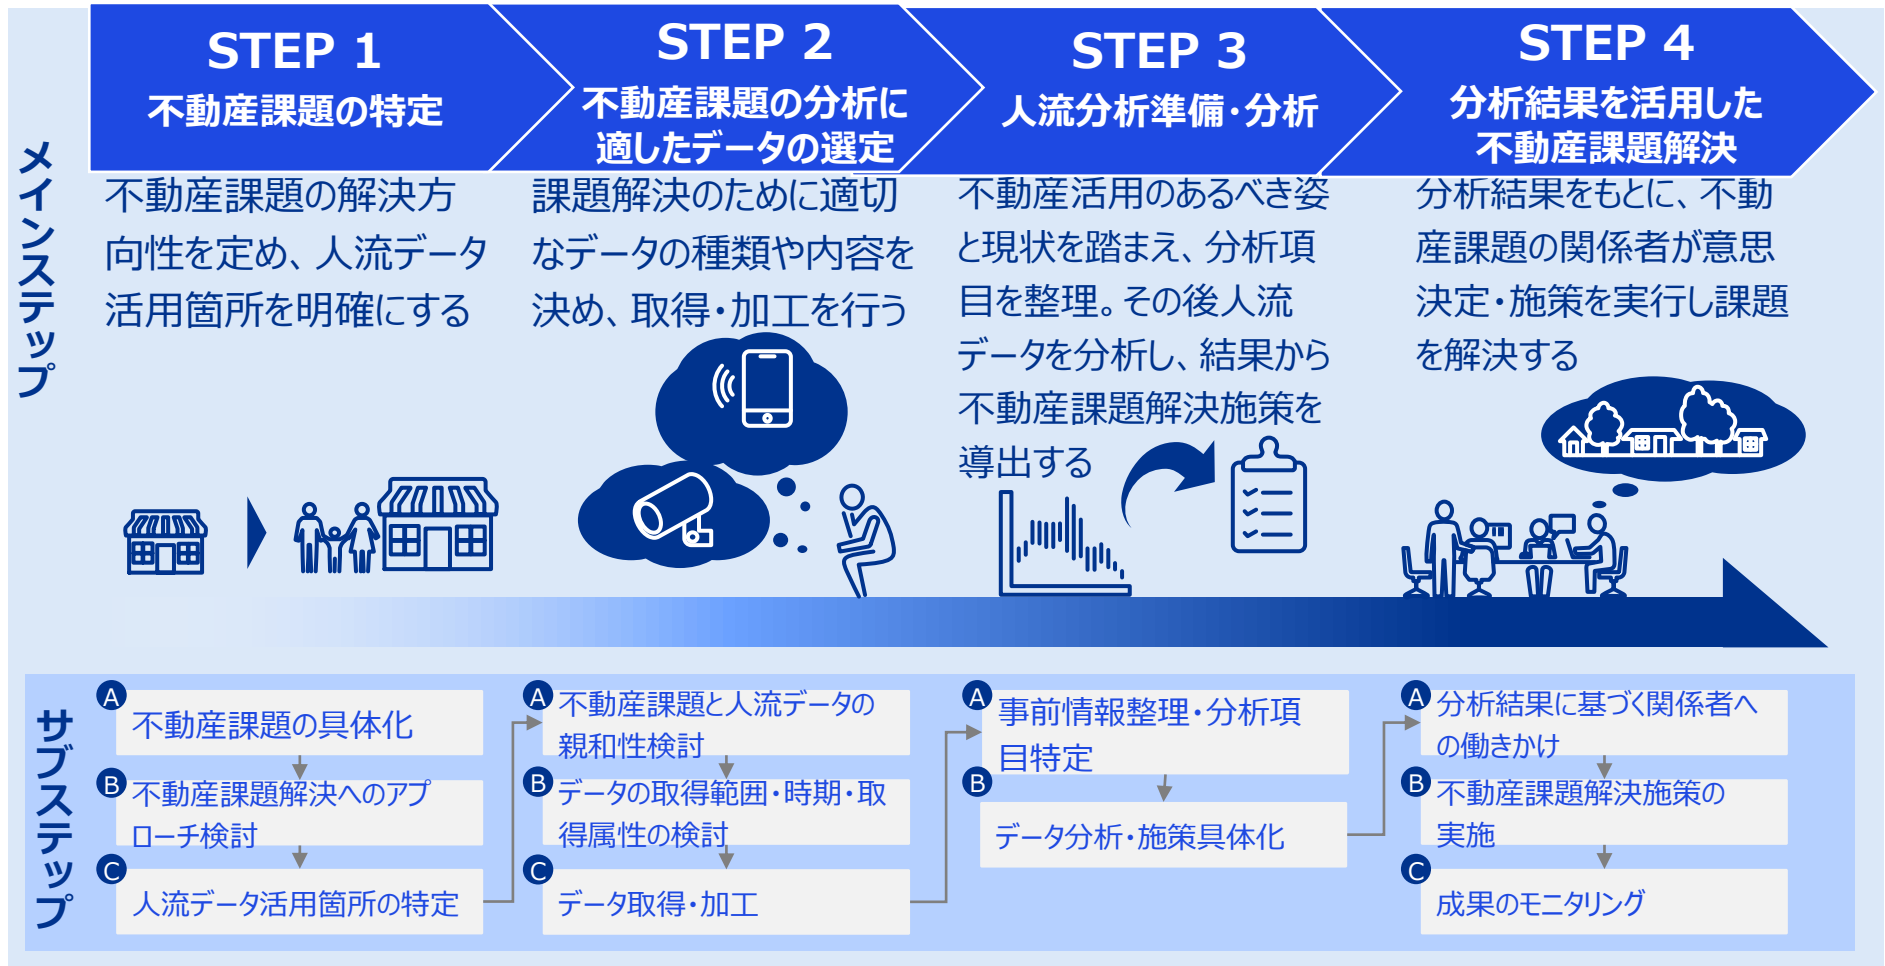 メインステップ
STEP 1
不動産課題の特定
不動産課題の解決方
向性を定め、人流データ
活用箇所を明確にする
STEP 2
不動産課題の分析に
適したデータの選定
課題解決のために適切
なデータの種類や内容を
決め、取得・加工を行う
STEP 3
人流分析準備・分析
不動産活用のあるべき姿
と現状を踏まえ、分析項
目を整理。その後人流
データを分析し、結果から
不動産課題解決施策を
導出する
STEP 4
分析結果を活用した
不動産課題解決
分析結果をもとに、不動
産課題の関係者が意思
決定・施策を実行し課題
を解決する
サブステップ
A
不動産課題の具体化
B
不動産課題解決へのアプ
ローチ検討
C
人流データ活用箇所の特定
A
不動産課題と人流データの
親和性検討
B
データの取得範囲・時期・取
得属性の検討
C
データ取得・加工
A
事前情報整理・分析項
目特定
B
データ分析・施策具体化
A
分析結果に基づく関係者へ
の働きかけ
B
不動産課題解決施策の
実施
C
成果のモニタリング